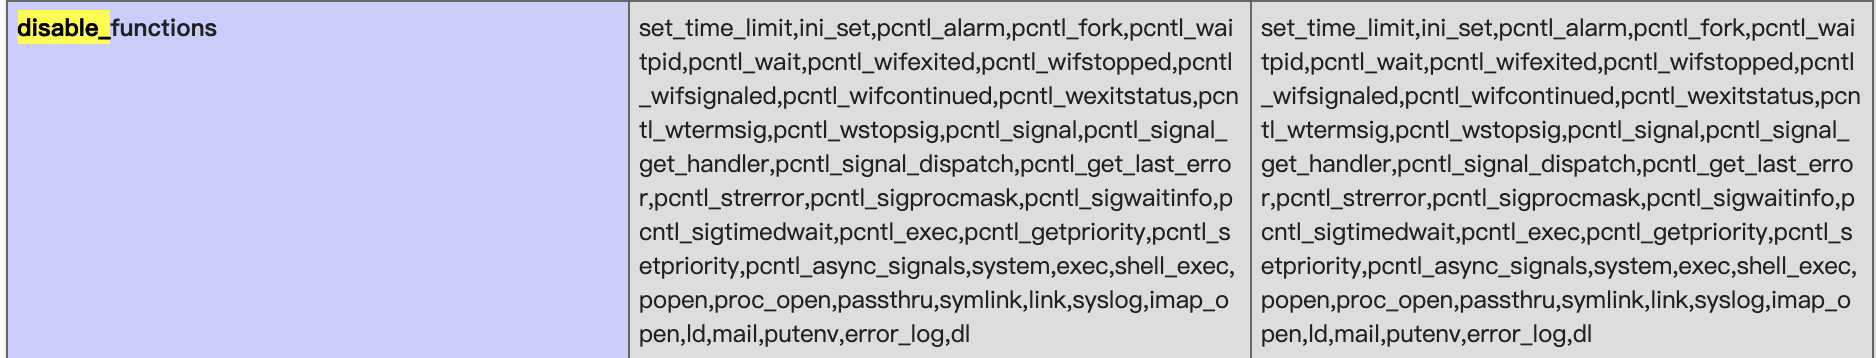 disable_functions
set_time_limit,ini_set,pcntl_alarm,pcntl_fork,pcntl_wai
tpid,pcntl_wait,pcntl_wifexited,pcntl_wifstopped,pcntl
_wifsignaled,pcntl_wifcontinued,pcntl_wexitstatus,pcn
tl_wtermsig,pcntl_wstopsig,pcntl_signal,pcntl_signal_
get_handler,pcntl_signal_dispatch,pcntl_get_last_erro
r,pcntl_strerror,pcntl_sigprocmask,pcntl_sigwaitinfo,p
cntl_sigtimedwait,pcntl_exec,pcntl_getpriority,pcntl_s
etpriority,pcntl_async_signals,system,exec,shell_exec,
popen,proc_open,passthru,symlink,link,syslog,imap_o
pen,ld,mail,putenv,error_log,dl
set_time_limit,ini_set,pcntl_alarm,pcntl_fork,pcntl_wai
tpid,pcntl_wait,pcntl_wifexited,pcntl_wifstopped,pcntl
_wifsignaled,pcntl_wifcontinued,pcntl_wexitstatus,pcn
tl_wtermsig,pcntl_wstopsig,pcntl_signal,pcntl_signal_
get_handler,pcntl_signal_dispatch,pcntl_get_last_erro
r,pcntl_strerror,pcntl_sigprocmask,pcntl_sigwaitinfo,p
cntl_sigtimedwait,pcntl_exec,pcntl_getpriority,pcntl_s
etpriority,pcntl_async_signals,system,exec,shell_exec,
popen,proc_open,passthru,symlink,link,syslog,imap_o
pen,ld,mail,putenv,error_log,dl